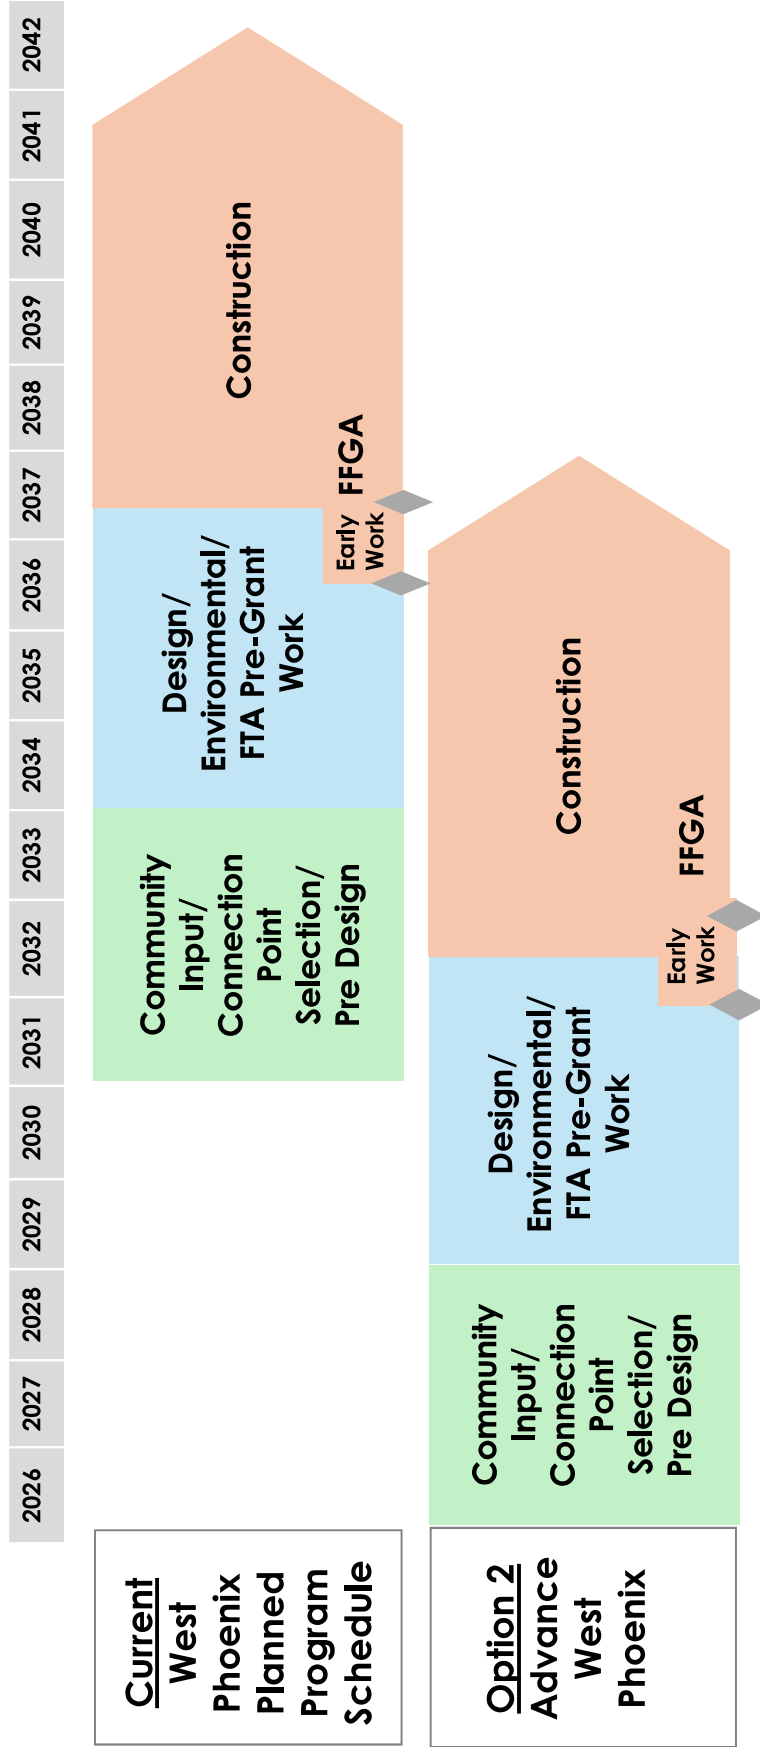 2026 2027 2028 2029 2030 2031 2032 2033 2034 2035 2036 2037 2038 2039 2040 2041 2042
Current
West
Phoenix
Planned
Program
Schedule
Community
Input/
Connection
Point
Selection/
Pre Design
Design/
Environmental/
FTA Pre-Grant
Work
Early
Work
FFGA
Construction
Option 2
Advance
West
Phoenix
Community
Input/
Connection
Point
Selection/
Pre Design
Design/
Environmental/
FTA Pre-Grant
Work
Early
Work
FFGA
Construction